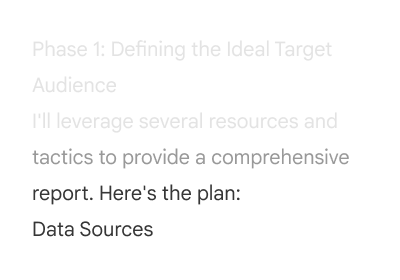 Phase 1: Defining the Ideal Target
Audience
I'll leverage several resources and
tactics to provide a comprehensive
report. Here's the plan:
Data Sources